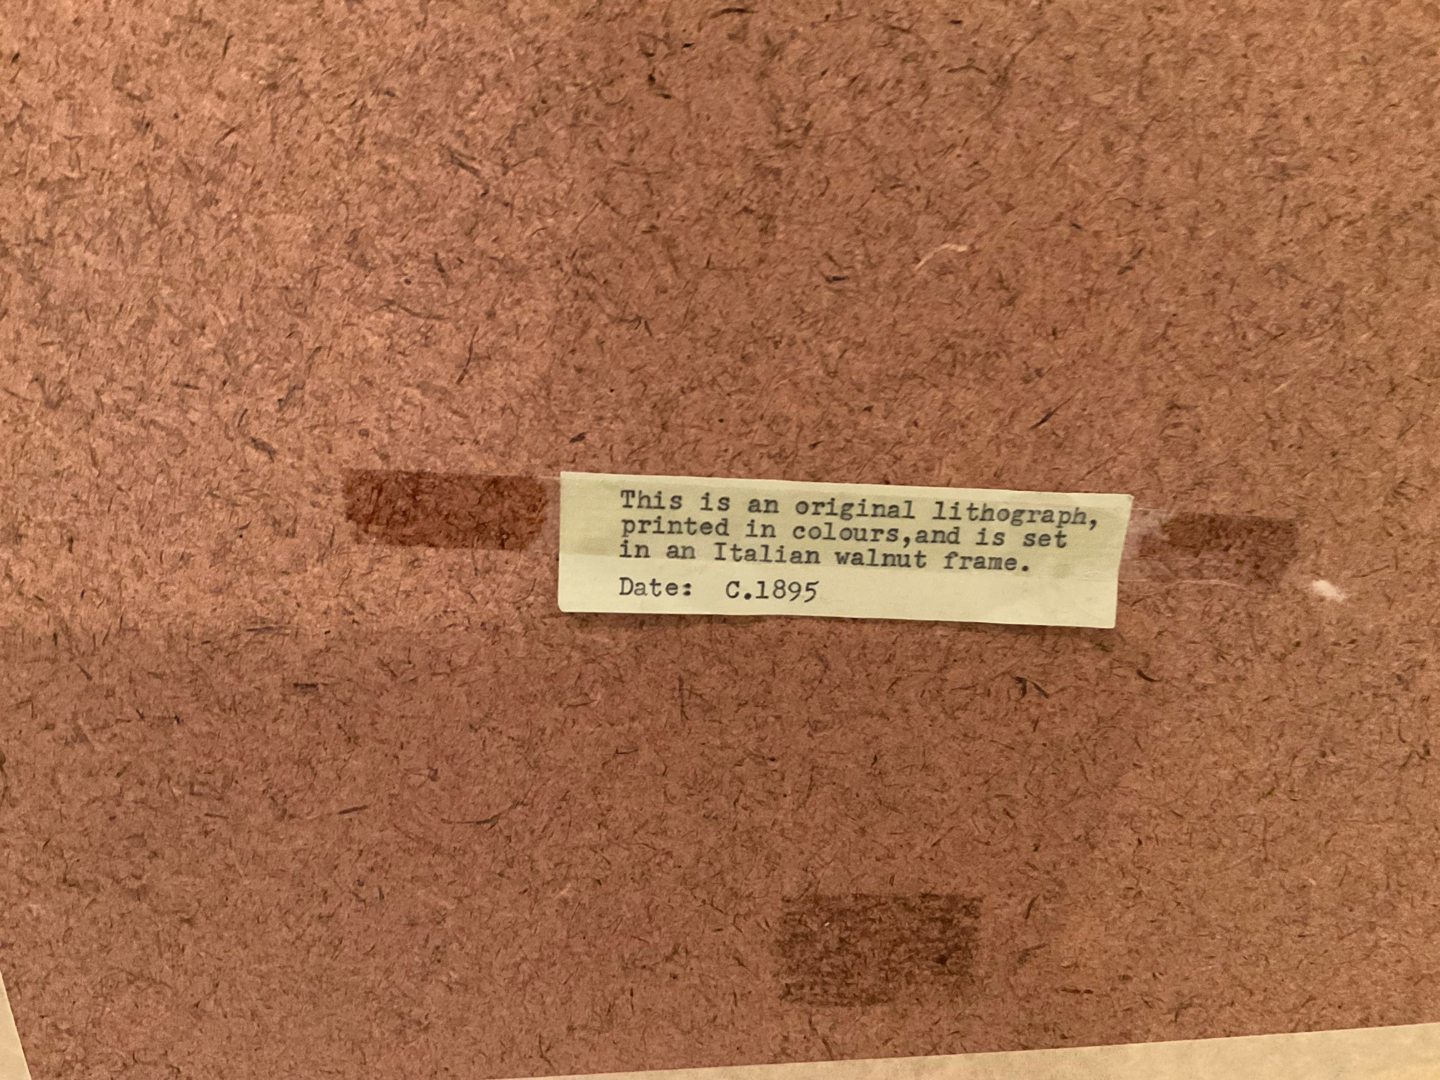 This is an original lithograph,
printed in colours,and is set
in an Italian walnut frame.
Date: C.1895